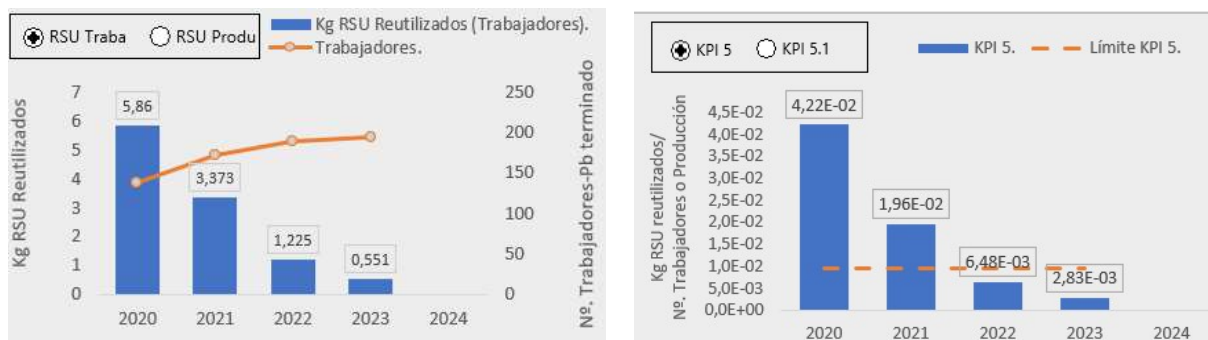 RSU Traba
RSU Produ
Kg RSU Reutilizados (Trabajadores).
Trabajadores.
Kg RSU Reutilizados
7
6
5
4
3
2
1
0
5,86
3,373
1,225
0,551
250
200
150
100
50
0
Nº. Trabajadores-Pb terminado
2020 2021 2022 2023 2024
KPI 5
KPI 5.1
KPI 5.
Límite KPI 5.
Kg RSU reutilizados/
Nº. Trabajadores o Producción
4,5E-02
4,0E-02
3,5E-02
3,0E-02
2,5E-02
2,0E-02
1,5E-02
1,0E-02
5,0E-03
0,0E+00
4,22E-02
1,96E-02
6,48E-03
2,83E-03
2020 2021 2022 2023 2024